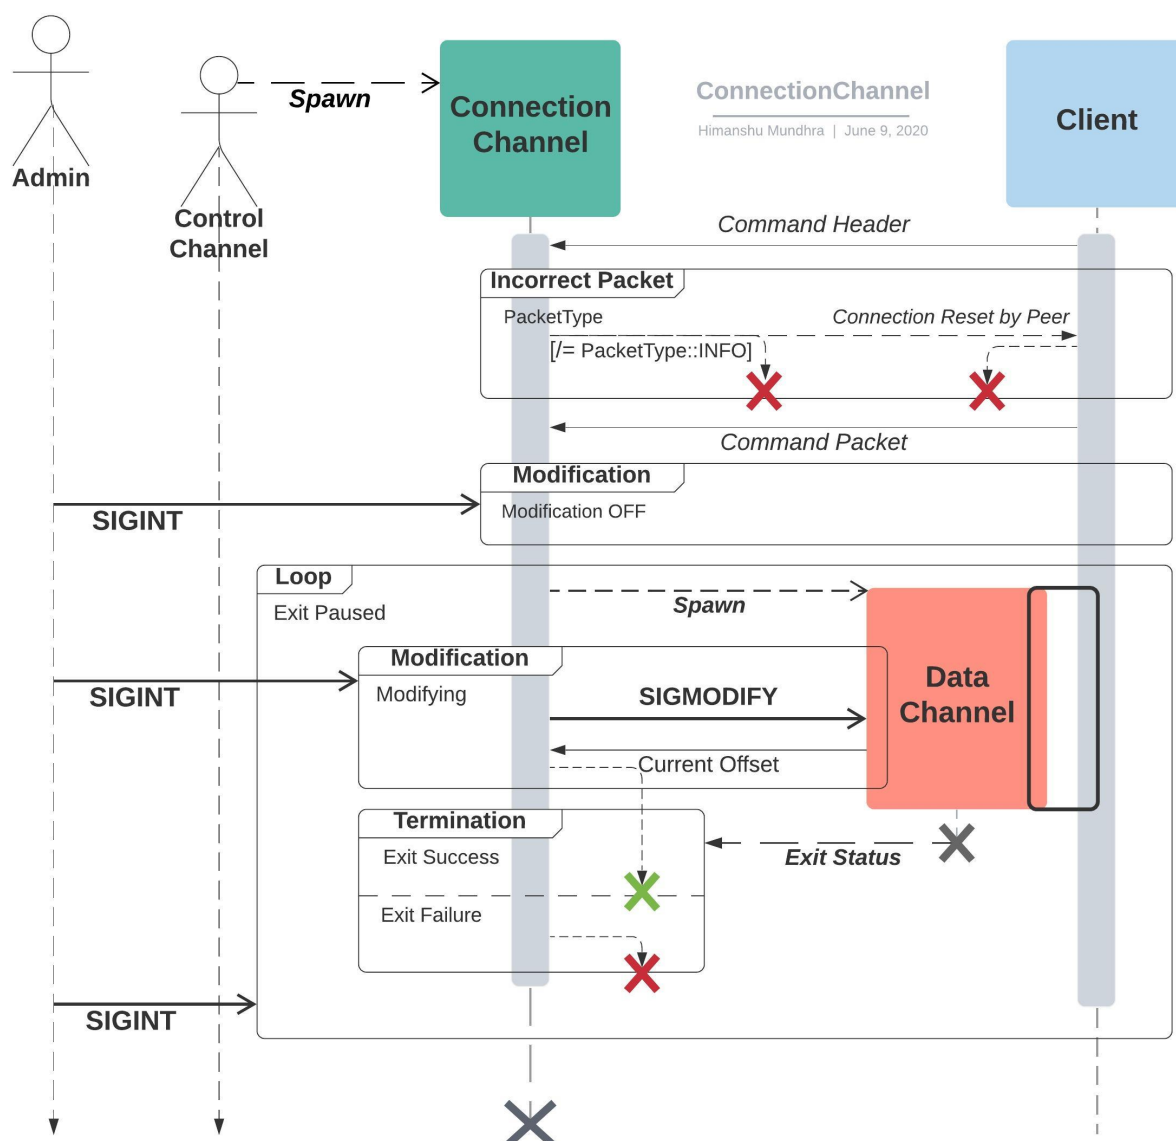 Admin
Control
Channel
Spawn
Connection
Channel
ConnectionChannel
Himanshu Mundhra | June 9, 2020
Client
Command Header
Incorrect Packet
PacketType
Connection Reset by Peer
[/= PacketType::INFO]
Command Packet
Modification
Modification OFF
SIGINT
Loop
Exit Paused
Spawn
Modification
Modifying
SIGINT
SIGMODIFY
Data
Channel
Current Offset
Termination
Exit Success
Exit Status
Exit Failure
SIGINT